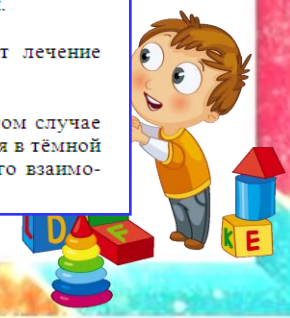 т лечение
ом случае
я в тёмной
го взаимо-
D
F
K E